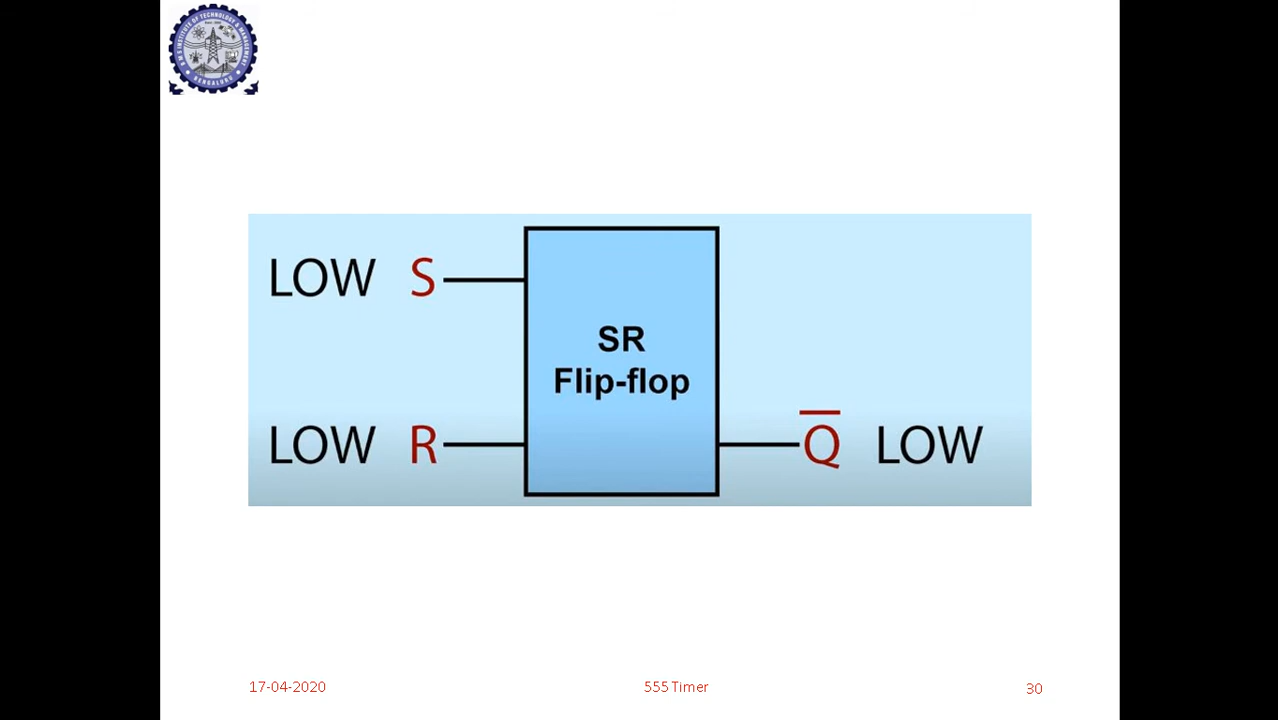 LOW S
SR
Flip-flop
LOW R
Q̅ LOW
17-04-2020
555 Timer
30